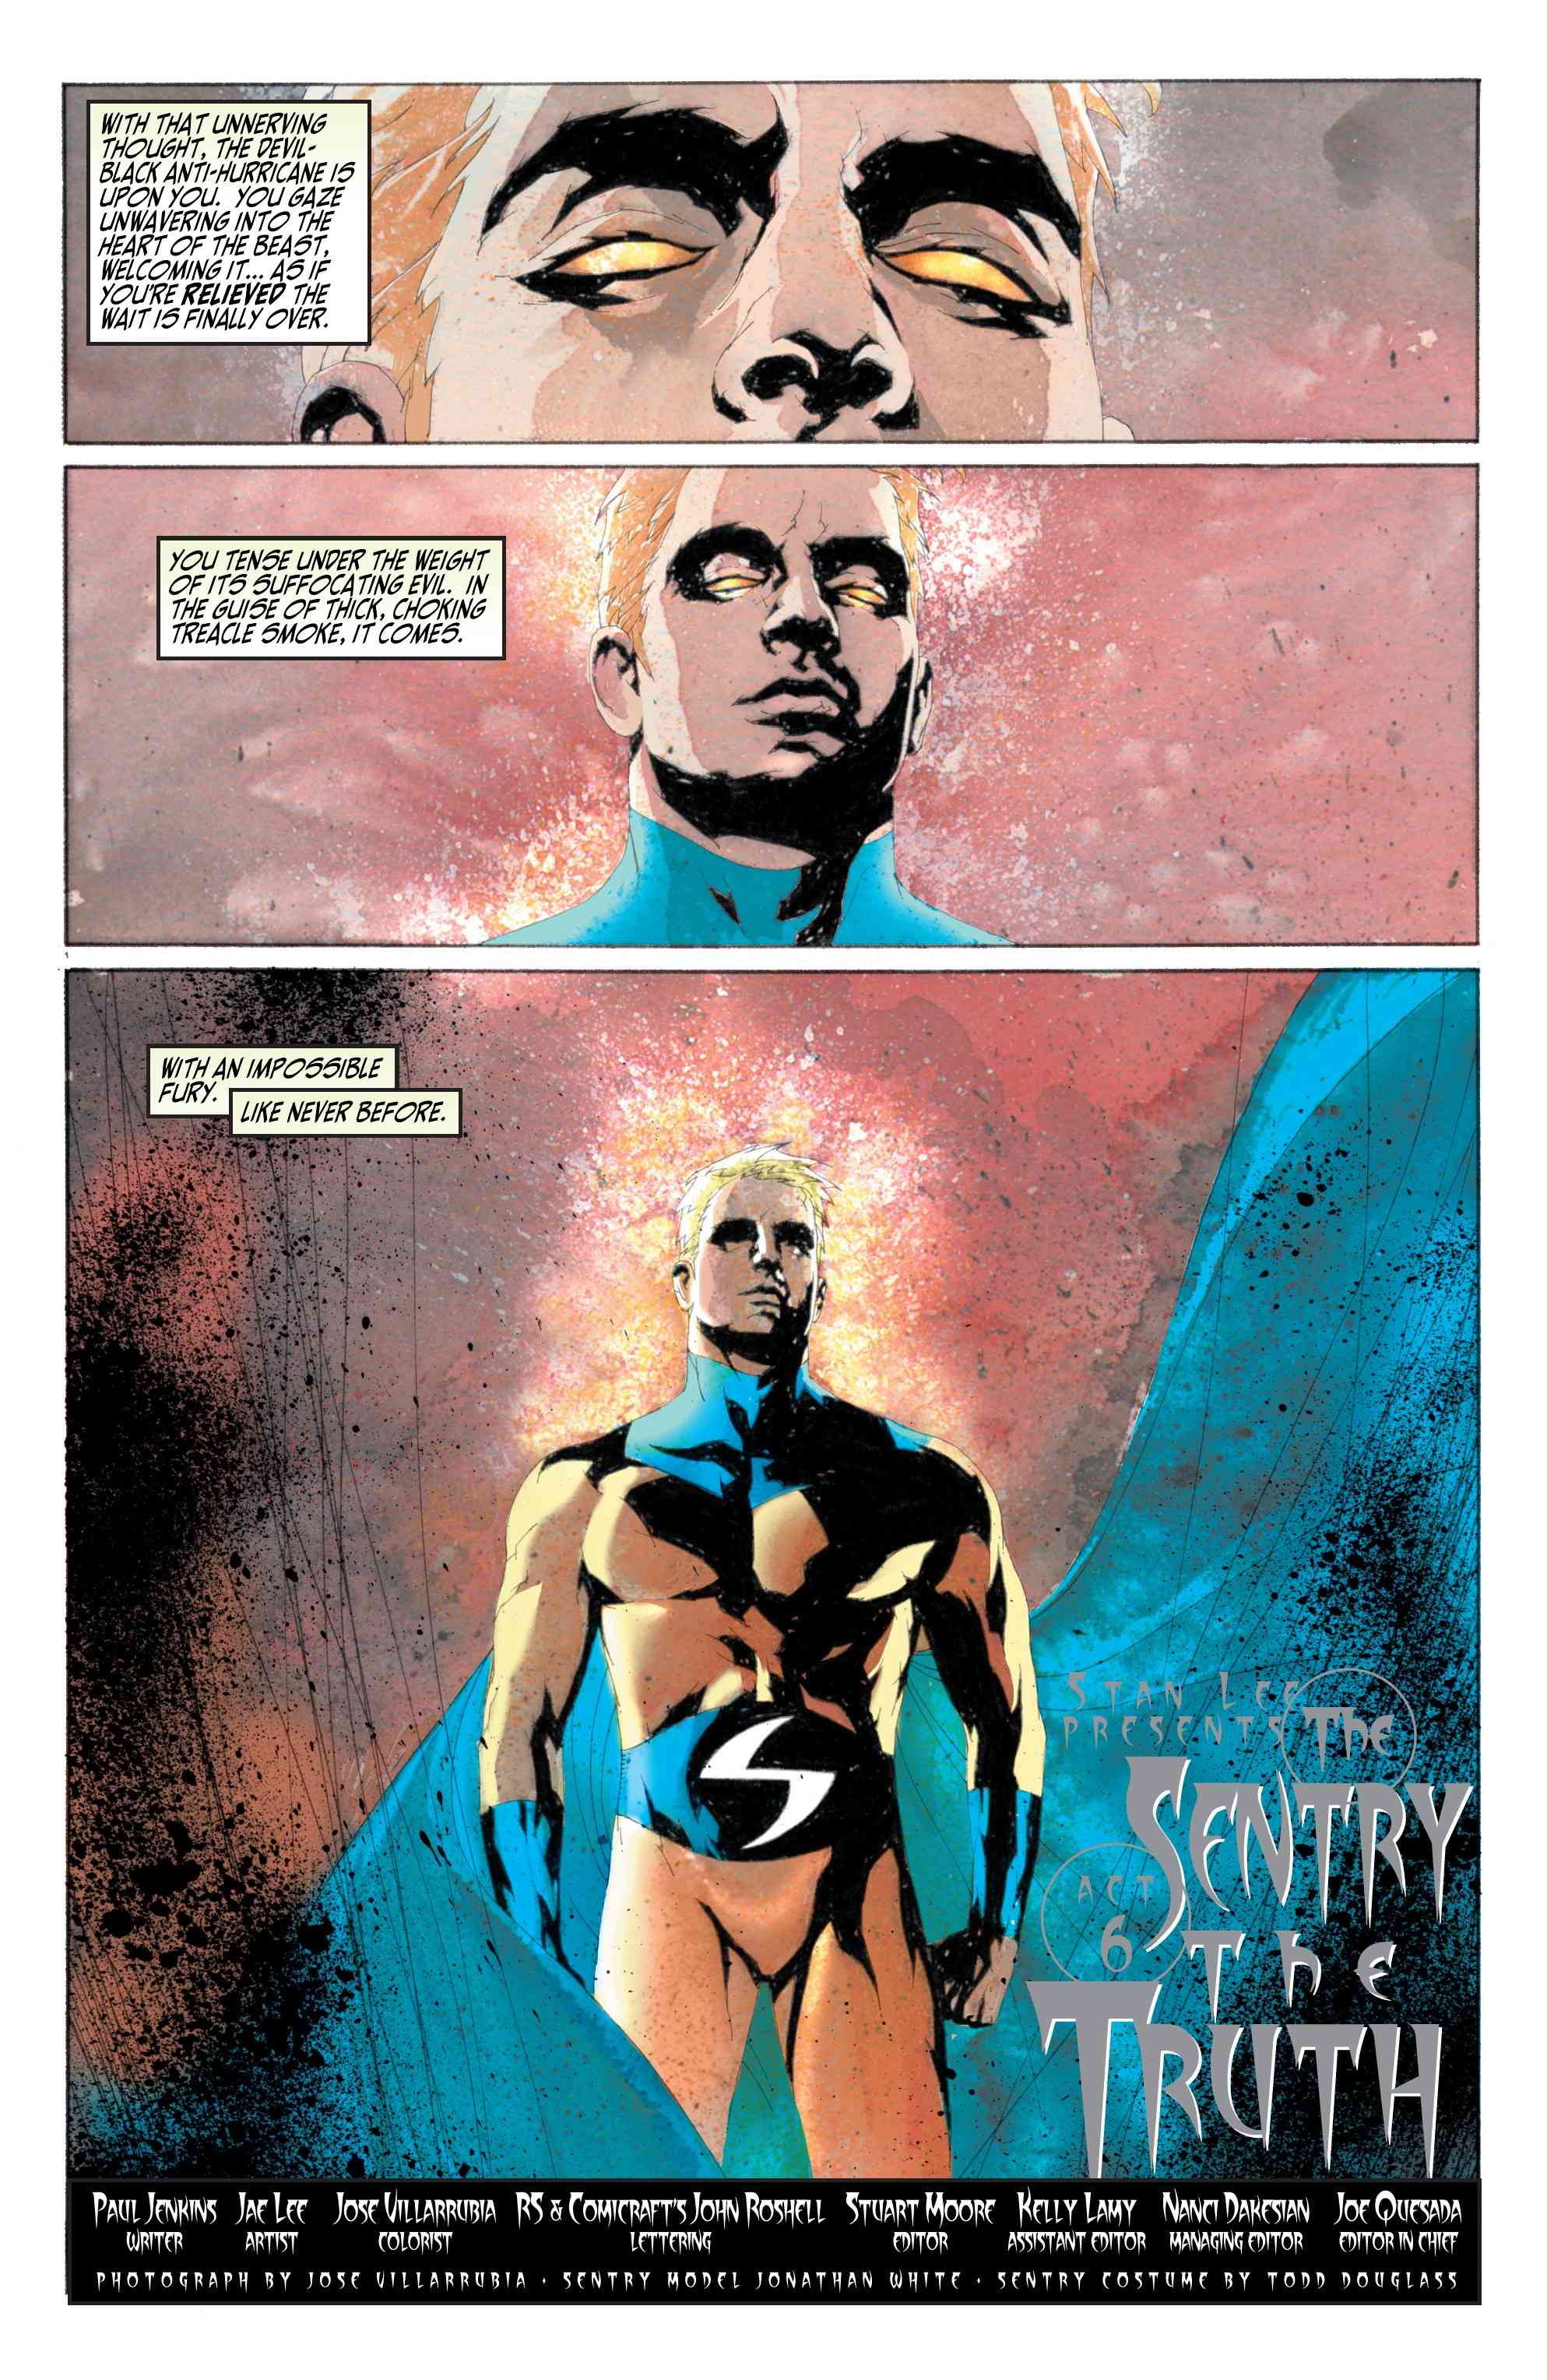 WITH THAT UNNERVING
THOUGHT, THE DEVIL-
BLACK ANTI-HURRICANE IS
UPON YOU. YOU GAZE
UNWAVERING INTO THE
HEART OF THE BEAST,
WELCOMING IT... AS IF
YOU'RE RELIEVED THE
WAIT IS FINALLY OVER.
YOU TENSE UNDER THE WEIGHT
OF ITS SUFFOCATING EVIL. IN
THE GUISE OF THICK, CHOKING
TREACLE SMOKE, IT COMES.
WITH AN IMPOSSIBLE
FURY.
LIKE NEVER BEFORE.
S
STAN LEE
PRESENTS The
SENTRY
ACT
6
The
TRUTH
PAUL JENKINS JAE LEE JOSE VILLARRUBIA RS & COMICRAFT'S JOHN ROSHELL STUART MOORE KELLY LAMY NANCI DAKESIAN JOE QUESADA
WRITER ARTIST COLORIST LETTERING EDITOR ASSISTANT EDITOR MANAGING EDITOR EDITOR IN CHIEF
PHOTOGRAPH BY JOSE VILLARRUBIA · SENTRY MODEL JONATHAN WHITE · SENTRY COSTUME BY TODD DOUGLASS